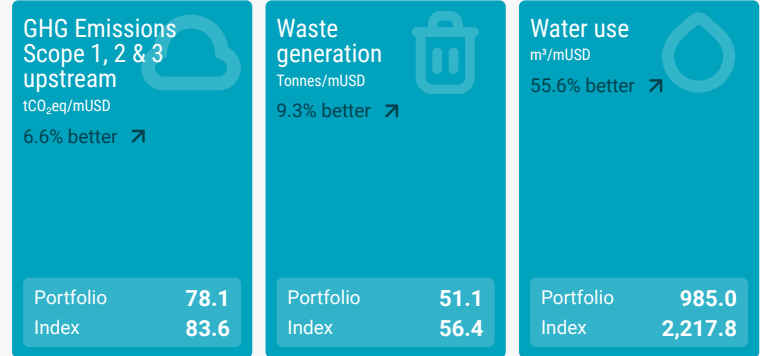 GHG Emissions
Scope 1, 2 & 3
upstream
tCO₂eq/mUSD
6.6% better
Portfolio 78.1
Index 83.6
Waste
generation
Tonnes/mUSD
9.3% better
Portfolio 51.1
Index 56.4
Water use
m³/mUSD
55.6% better
Portfolio 985.0
Index 2,217.8